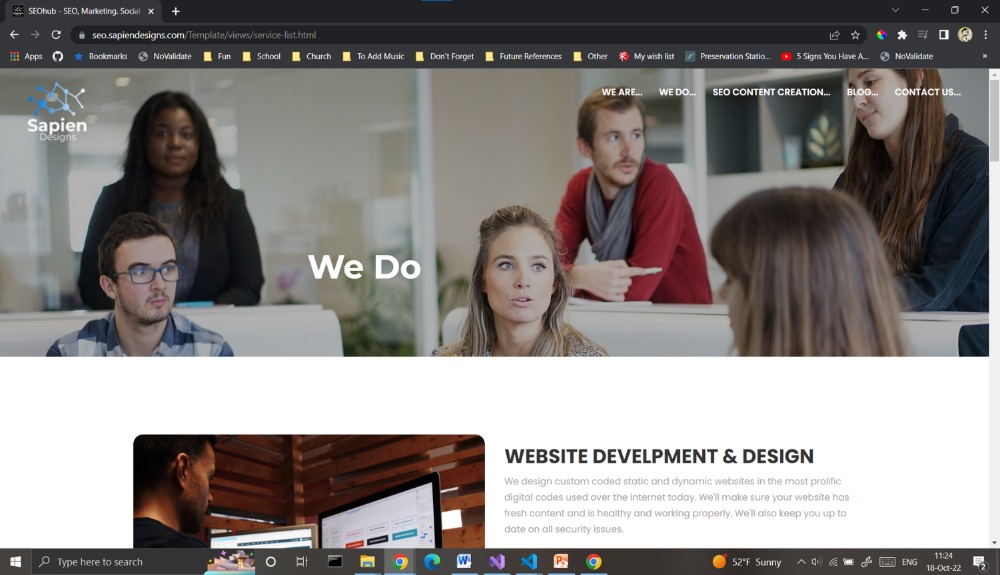 SEOhub - SEO, Marketing. Social
seo.sapiendesigns.com/Template/views/service-list.html
Apps Bookmarks NoValidate Fun School Church To Add Music Don't Forget Future References Other My wish list Preservation Statio... 5 Signs You Have A... NoValidate »
Sapien
Designs
WE ARE... WE DO... SEO CONTENT CREATION... BLOG... CONTACT US...
We Do
WEBSITE DEVELPMENT & DESIGN
We design custom coded static and dynamic websites in the most prolific
digital codes used over the internet today. We'll make sure your website has
fresh content and is healthy and working properly. We'll also keep you up to
date on all security issues.
Type here to search
52°F Sunny
ENG
11:24
18-Oct-22
2